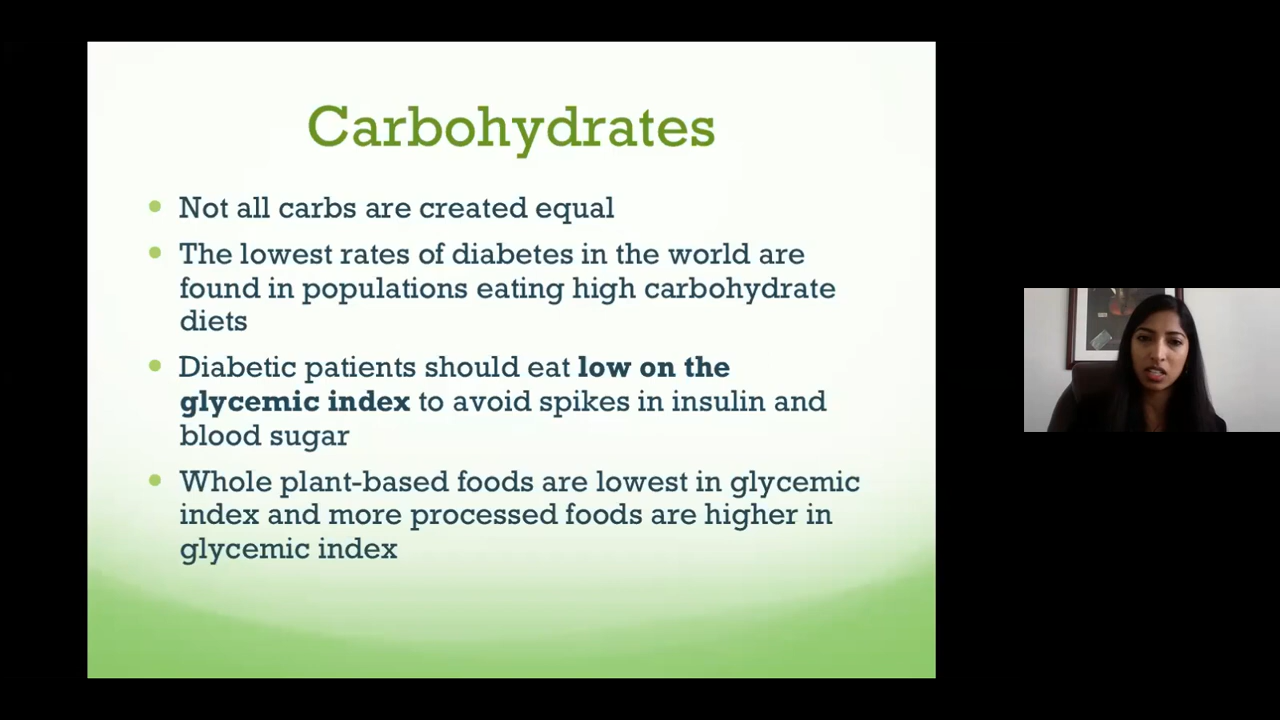 Carbohydrates
Not all carbs are created equal
The lowest rates of diabetes in the world are
found in populations eating high carbohydrate
diets
Diabetic patients should eat low on the
glycemic index to avoid spikes in insulin and
blood sugar
Whole plant-based foods are lowest in glycemic
index and more processed foods are higher in
glycemic index